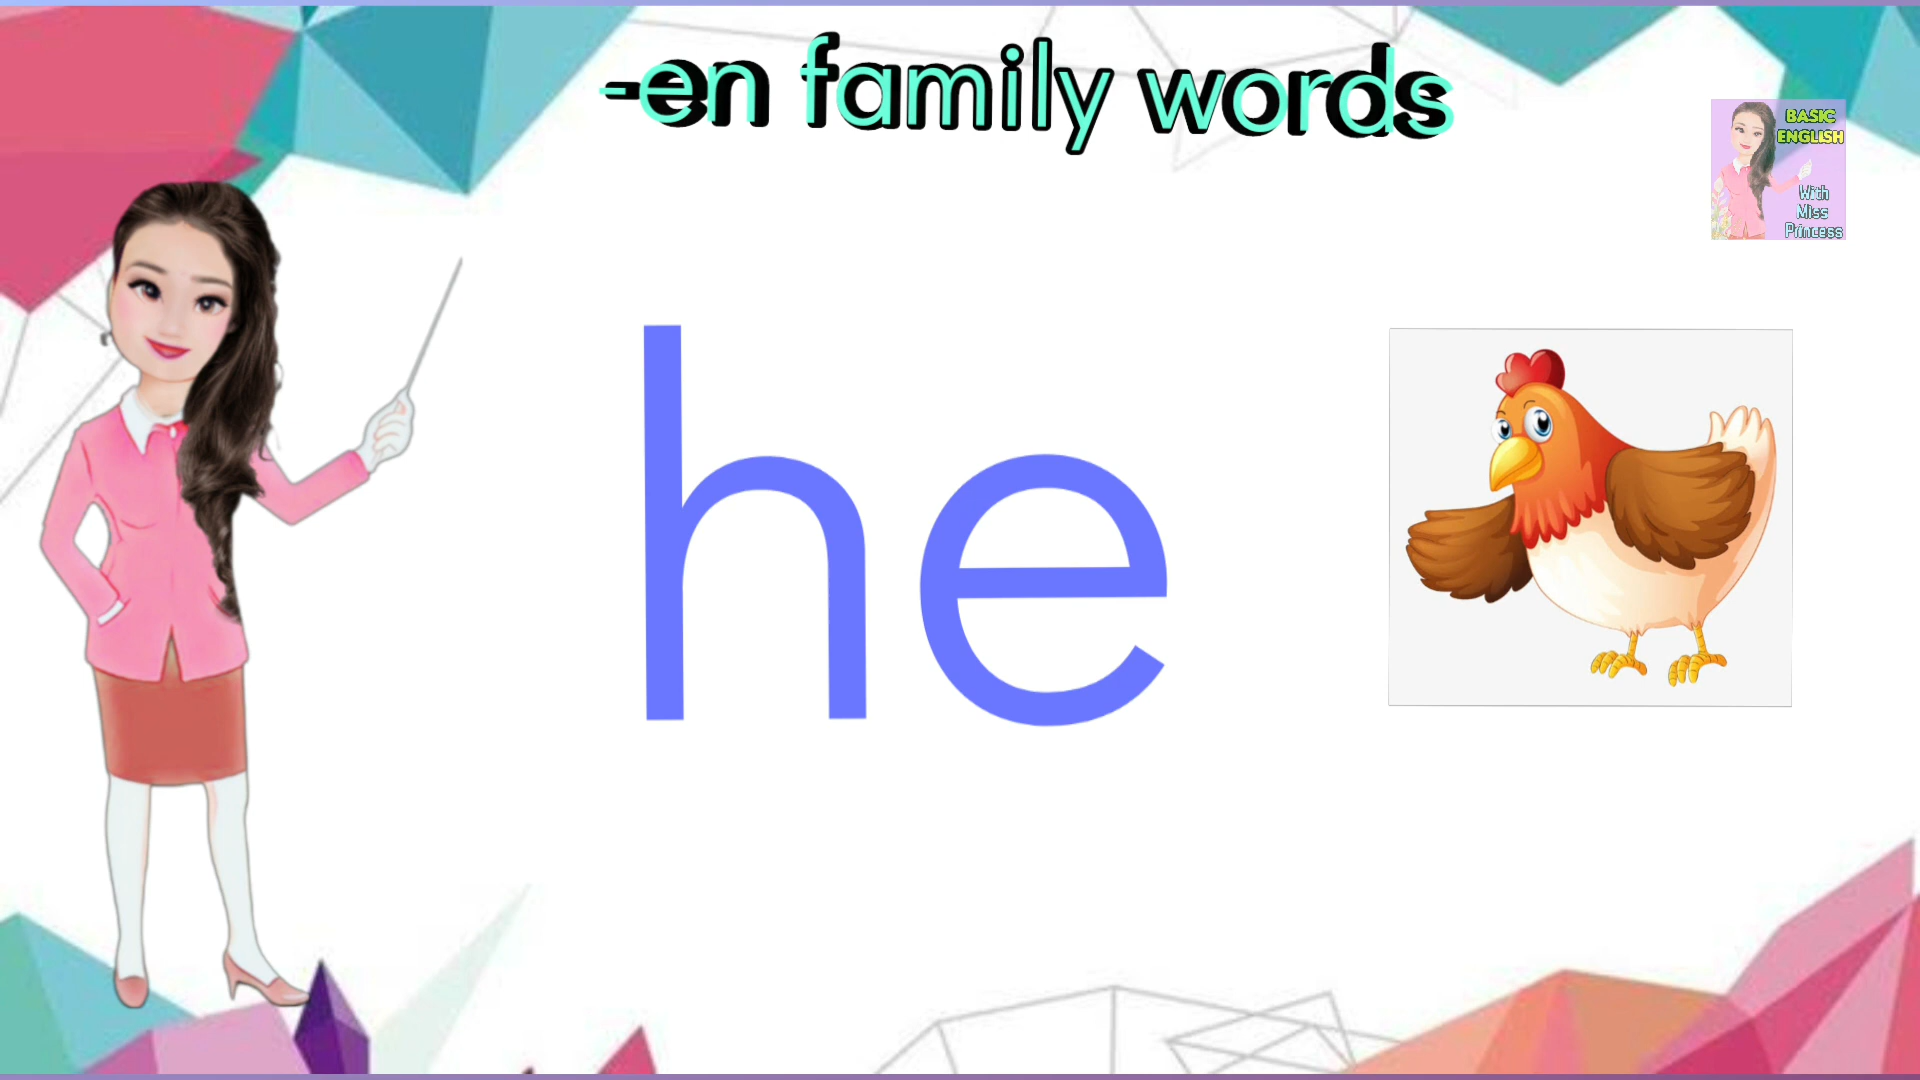 -en family words
BASIC
ENGLISH
With
Miss
Princess
he